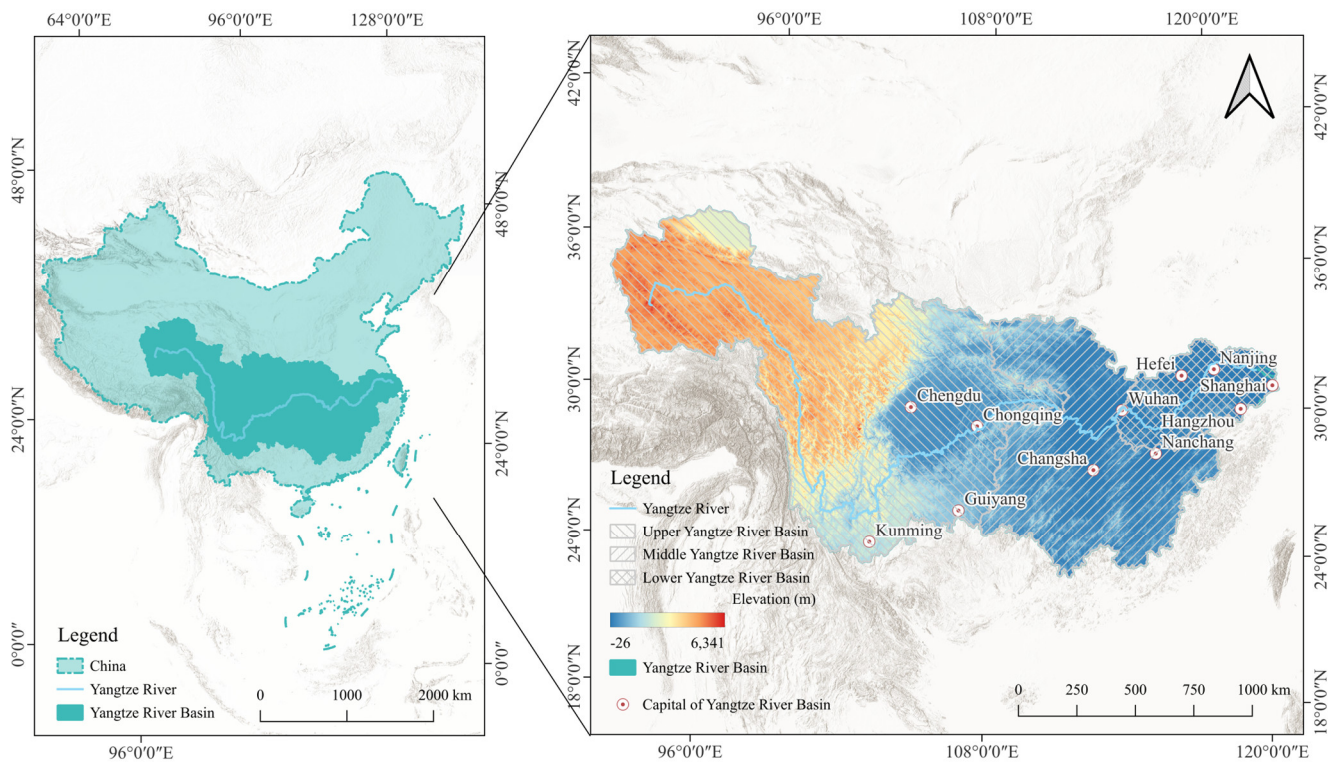 64°0'0"E
96°0'0"E
128°0'0"E
48°0'0"N
24°0'0"N
0°0'0"
48°0'0"N
24°0'0"N
0°0'0"N
Legend
China
Yangtze River
Yangtze River Basin
0
1000
2000 km
96°0'0"E
96°0'0"E
108°0'0"E
120°0'0"E
42°0'0"N
36°0'0"N
30°0'0"N
24°0'0"N
18°0'0"N
42°0'0"N
36°0'0"N
30°0'0"N
24°0'0"N
18°0'0"N
Hefei
Nanjing
Shanghai
Chengdu
Wuhan
Chongqing
Hangzhou
Nanchang
Changsha
Guiyang
Kunming
Legend
Yangtze River
Upper Yangtze River Basin
Middle Yangtze River Basin
Lower Yangtze River Basin
Elevation (m)
-26
6,341
Yangtze River Basin
Capital of Yangtze River Basin
0
250
500
750
1000 km
96°0'0"E
108°0'0"E
120°0'0"E